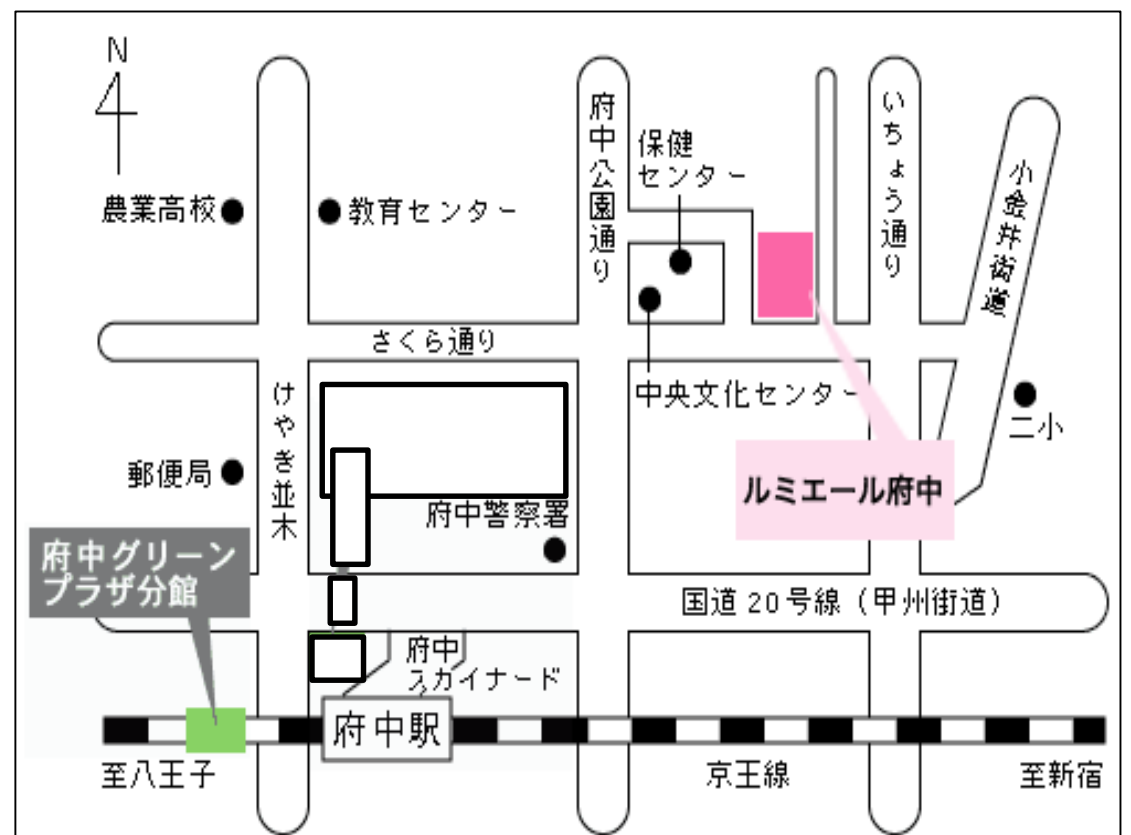 N
府中公園通り
いちょう通り
保健
センター
小金井街道
農業高校
教育センター
さくら通り
けやき並木
中央文化センター
二小
郵便局
ルミエール府中
府中警察署
府中グリーン
プラザ分館
国道20号線(甲州街道)
府中
スカイナード
府中駅
至八王子
京王線
至新宿